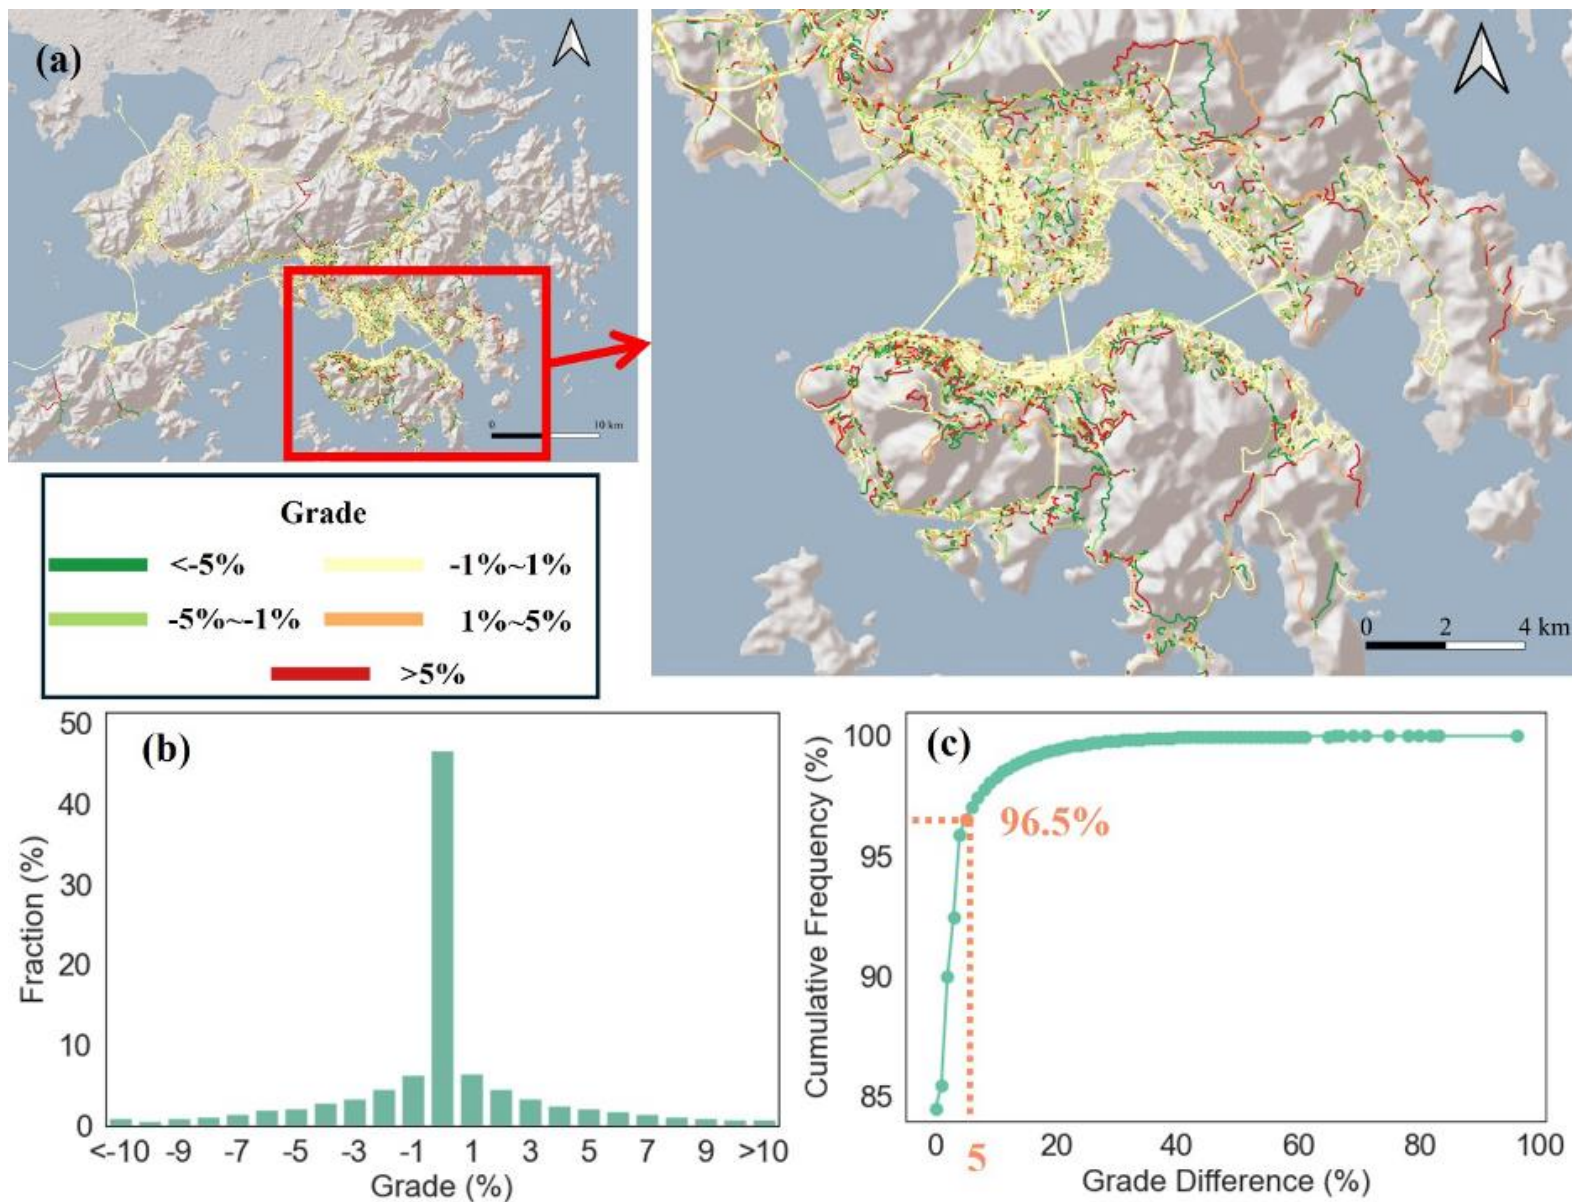 (a)
0 10 km
0 2 4 km
Grade
<-5% -1%~1%
-5%~-1% 1%~5%
>5%
(b)
50
40
30
20
10
0
Fraction (%)
<-10 -9 -7 -5 -3 -1 1 3 5 7 9 >10
Grade (%)
(c)
100
95
90
85
Cumulative Frequency (%)
96.5%
0 5 20 40 60 80 100
Grade Difference (%)